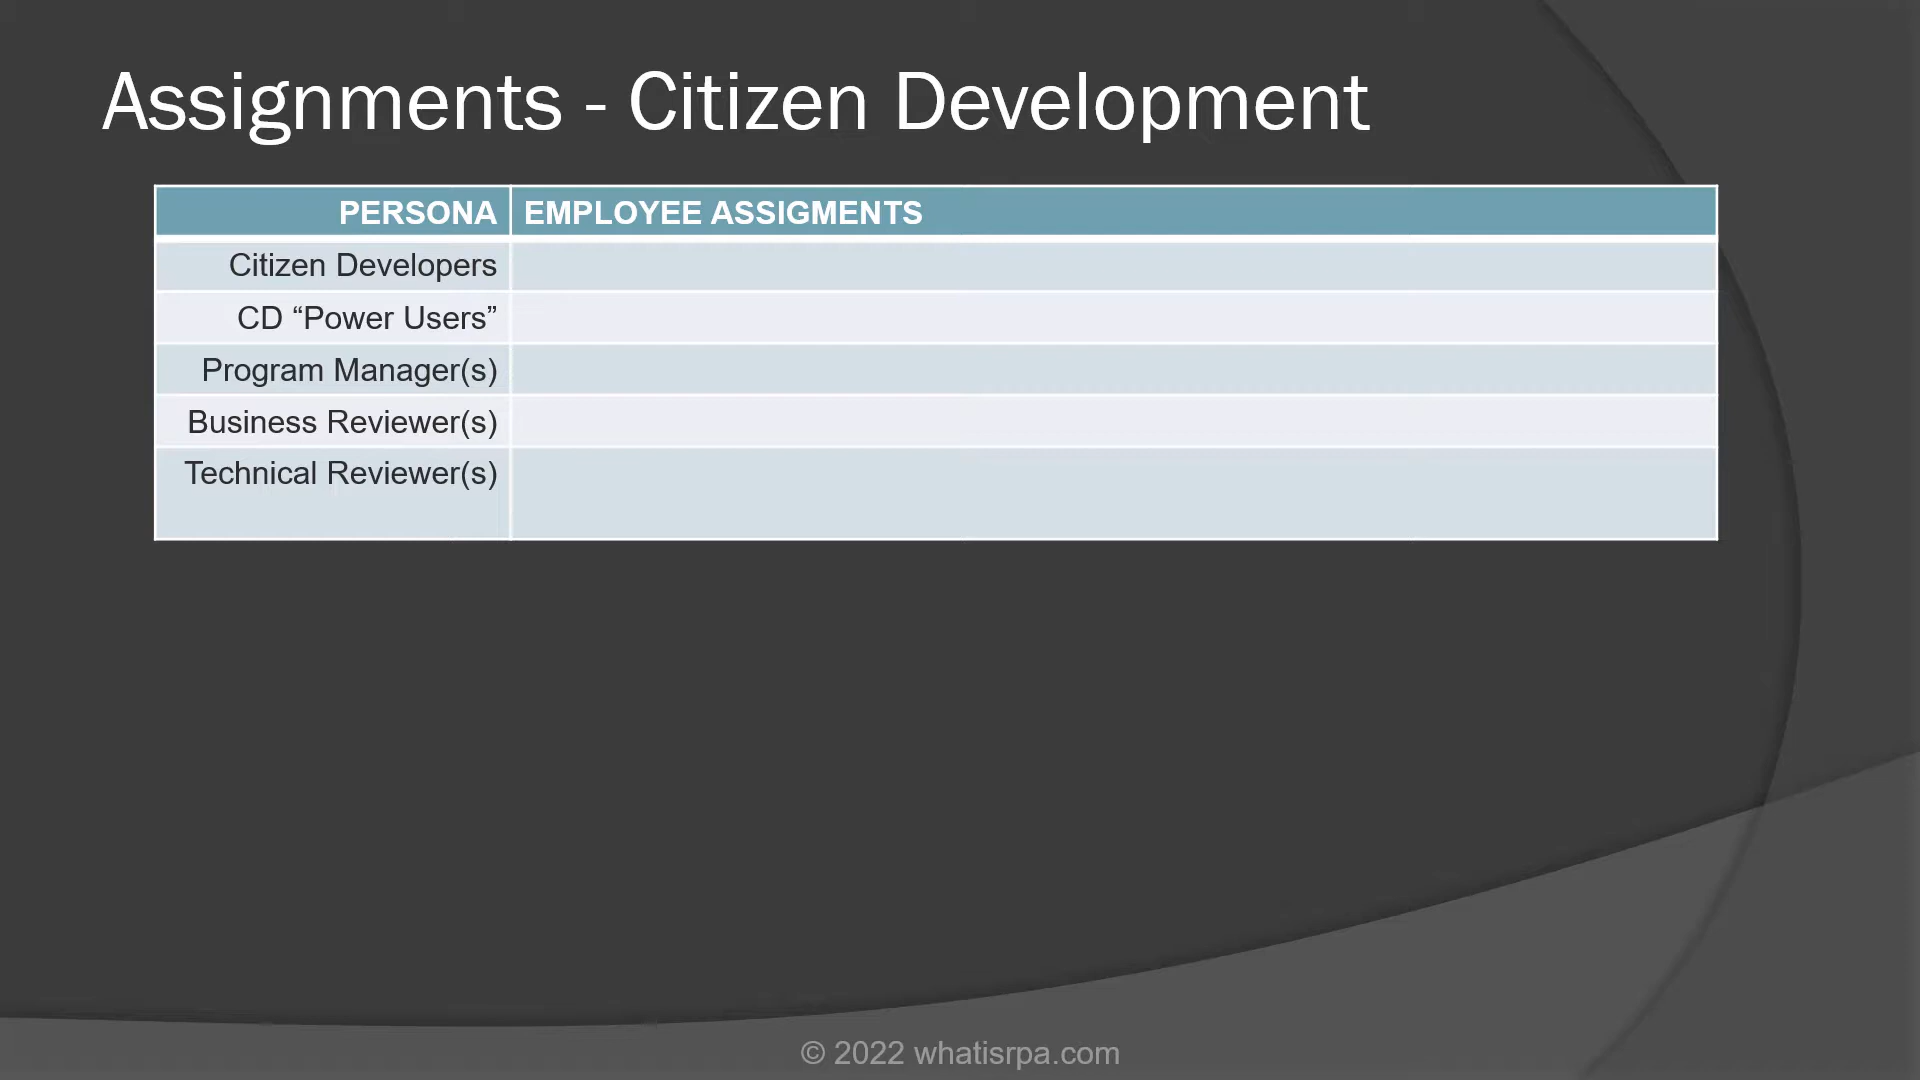 Assignments - Citizen Development
PERSONA EMPLOYEE ASSIGMENTS
Citizen Developers
CD “Power Users”
Program Manager(s)
Business Reviewer(s)
Technical Reviewer(s)
© 2022 whatisrpa.com